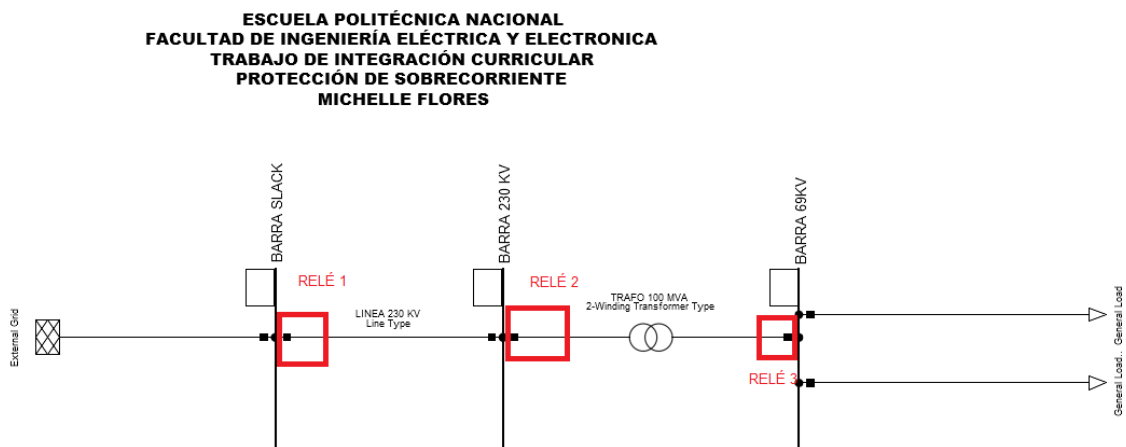 ESCUELA POLITÉCNICA NACIONAL
FACULTAD DE INGENIERÍA ELÉCTRICA Y ELECTRONICA
TRABAJO DE INTEGRACIÓN CURRICULAR
PROTECCIÓN DE SOBRECORRIENTE
MICHELLE FLORES
BARRA SLACK
BARRA 230 KV
BARRA 69KV
RELÉ 1
RELÉ 2
LINEA 230 KV
Line Type
TRAFO 100 MVA
2-Winding Transformer Type
External Grid
General Load
RELÉ 3
General Load..